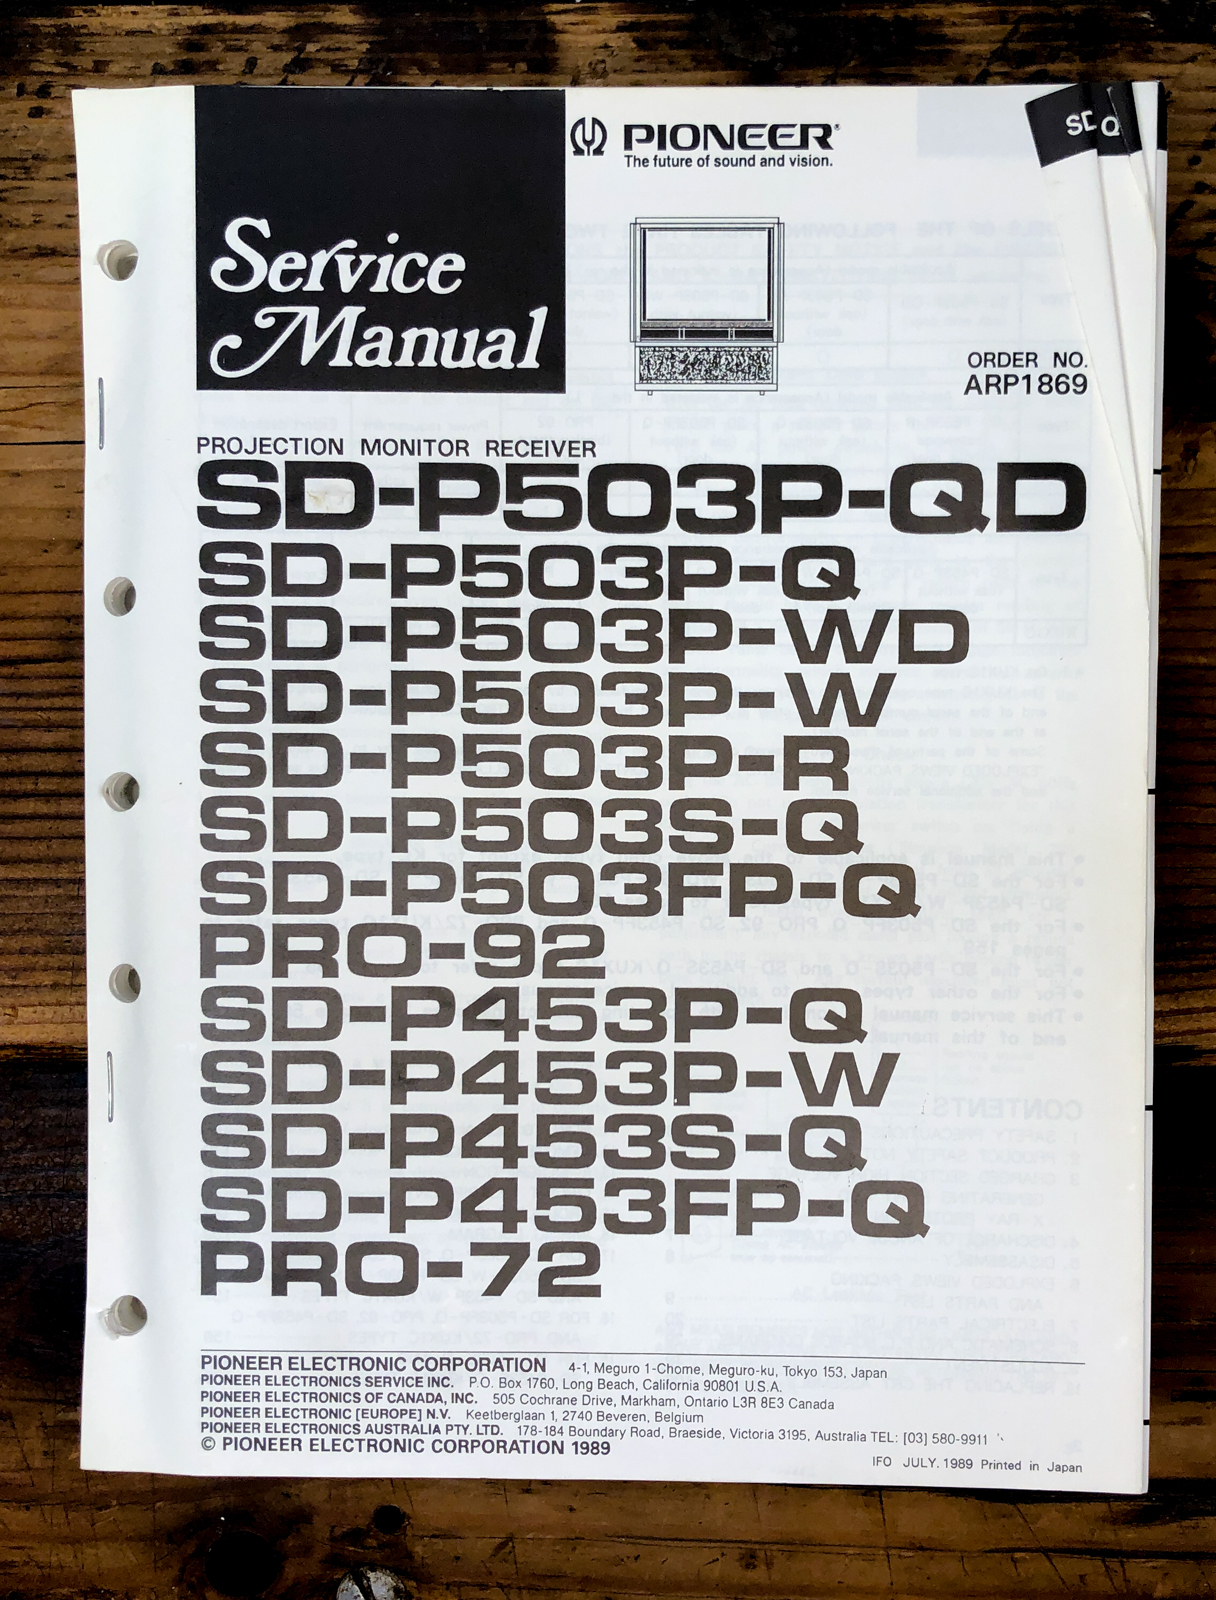 Service
Manual
PIONEER
The future of sound and vision.
SD Q
ORDER NO.
ARP1869
PROJECTION MONITOR RECEIVER
SD-P503P-QD
SD-P503P-Q
SD-P503P-WD
SD-P503P-W
SD-P503P-R
SD-P503S-Q
SD-P503FP-Q
PRO-92
SD-P453P-Q
SD-P453P-W
SD-P453S-Q
SD-P453FP-Q
PRO-72
PIONEER ELECTRONIC CORPORATION 4-1, Meguro 1-Chome, Meguro-ku, Tokyo 153, Japan
PIONEER ELECTRONICS SERVICE INC. P.O. Box 1760, Long Beach, California 90801 U.S.A.
PIONEER ELECTRONICS OF CANADA, INC. 505 Cochrane Drive, Markham, Ontario L3R 8E3 Canada
PIONEER ELECTRONIC [EUROPE] N.V. Keetberglaan 1, 2740 Beveren, Belgium
PIONEER ELECTRONICS AUSTRALIA PTY. LTD. 178-184 Boundary Road, Braeside, Victoria 3195, Australia TEL: [03] 580-9911
© PIONEER ELECTRONIC CORPORATION 1989
IFO JULY. 1989 Printed in Japan